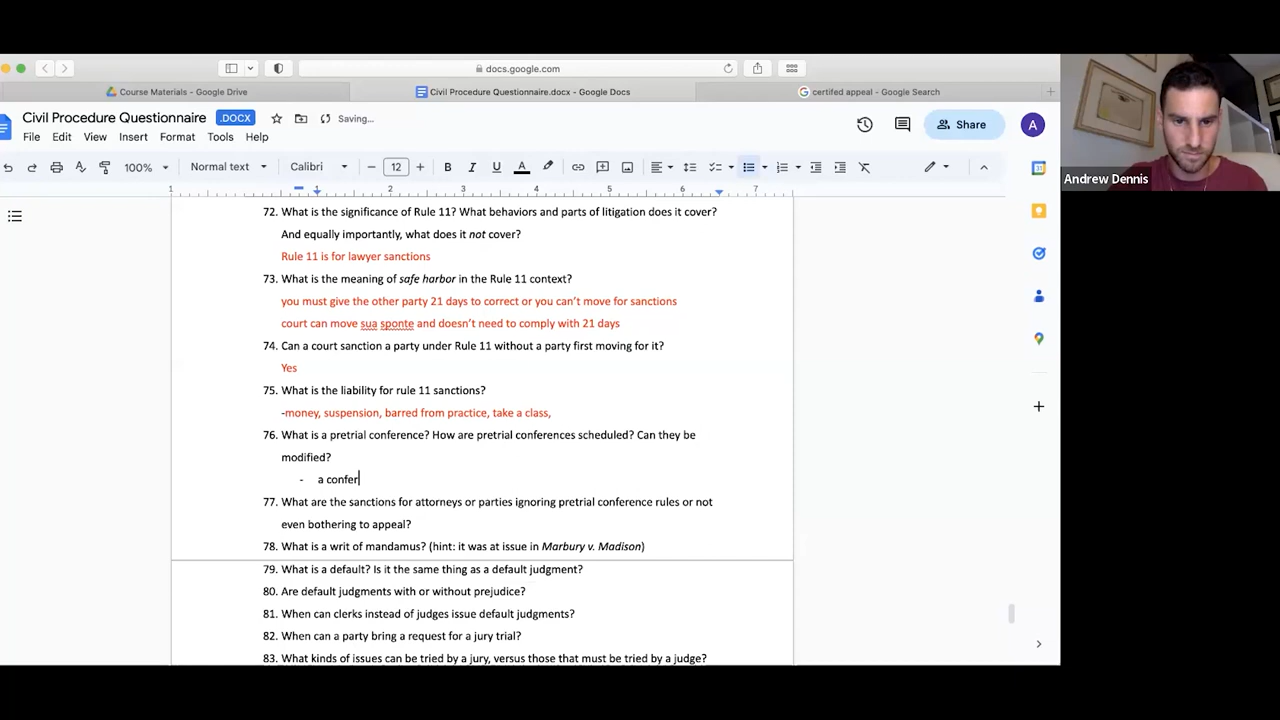 docs.google.com
Course Materials - Google Drive
Civil Procedure Questionnaire.docx - Google Docs
certifed appeal - Google Search
Civil Procedure Questionnaire
.DOCX
Saving...
Share
A
File Edit View Insert Format Tools Help
100% Normal text Calibri 12 B I U A
1 1 2 3 4 5 6 7
Andrew Dennis
72. What is the significance of Rule 11? What behaviors and parts of litigation does it cover?
And equally importantly, what does it not cover?
Rule 11 is for lawyer sanctions
73. What is the meaning of safe harbor in the Rule 11 context?
you must give the other party 21 days to correct or you can't move for sanctions
court can move sua sponte and doesn't need to comply with 21 days
74. Can a court sanction a party under Rule 11 without a party first moving for it?
Yes
75. What is the liability for rule 11 sanctions?
-money, suspension, barred from practice, take a class,
76. What is a pretrial conference? How are pretrial conferences scheduled? Can they be
modified?
- a confer
77. What are the sanctions for attorneys or parties ignoring pretrial conference rules or not
even bothering to appeal?
78. What is a writ of mandamus? (hint: it was at issue in Marbury v. Madison)
79. What is a default? Is it the same thing as a default judgment?
80. Are default judgments with or without prejudice?
81. When can clerks instead of judges issue default judgments?
82. When can a party bring a request for a jury trial?
83. What kinds of issues can be tried by a jury, versus those that must be tried by a judge?